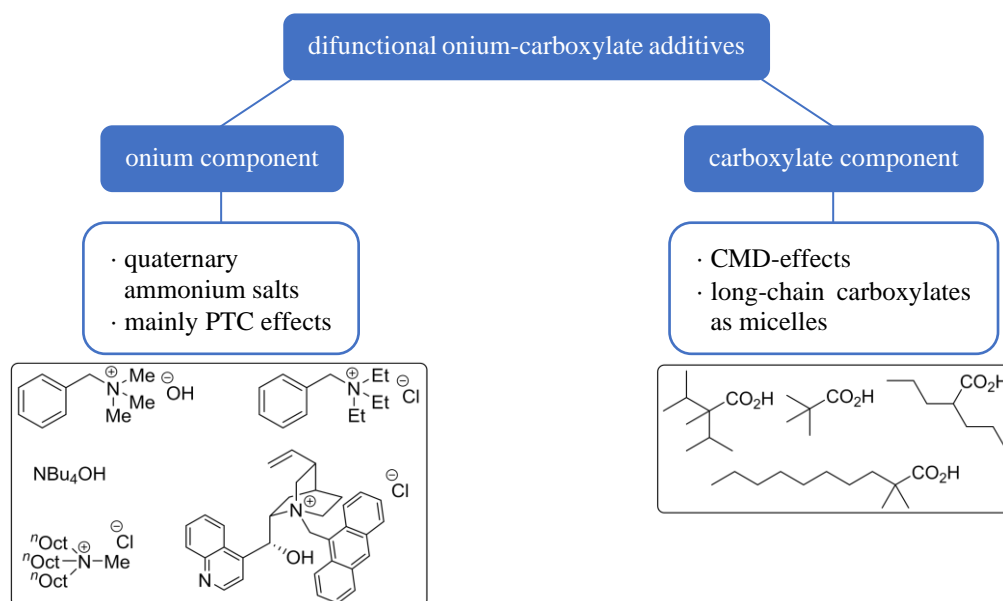 difunctional onium-carboxylate additives
onium component
carboxylate component
· quaternary
ammonium salts
· mainly PTC effects
· CMD-effects
· long-chain carboxylates
as micelles
Me
N⊕
Me
Me
⊖OH
Et
N⊕
Et
Et
⊖Cl
NBu4OH
ⁿOct
ⁿOct
ⁿOct
N⊕
Me
⊖Cl
N⊕
⊖Cl
OH
N
CO2H
CO2H
CO2H
CO2H